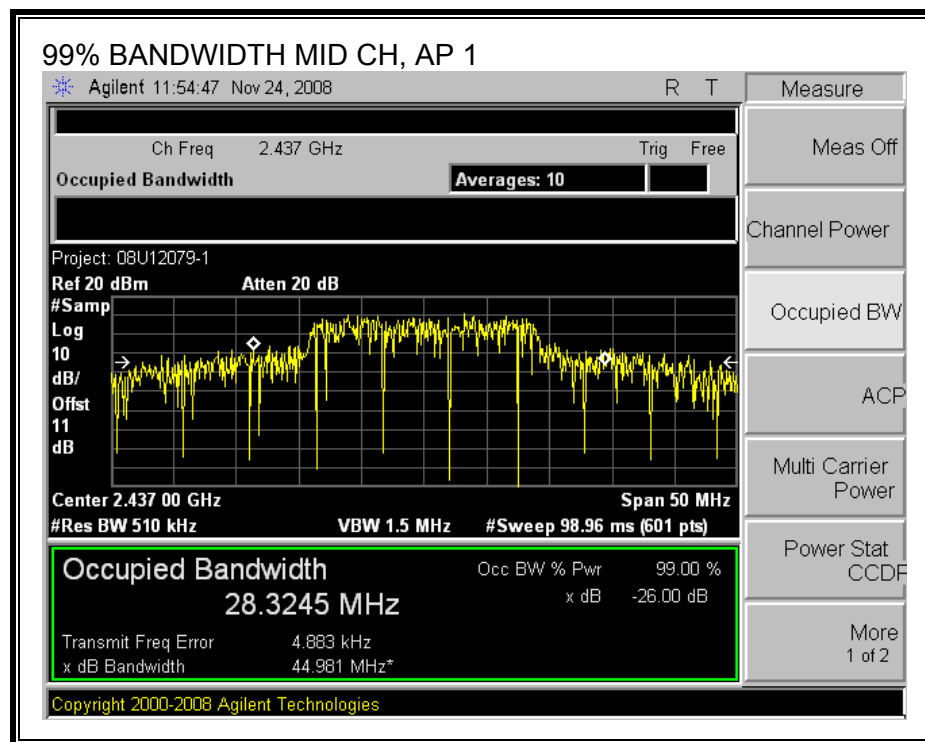 99% BANDWIDTH MID CH, AP 1
Agilent 11:54:47 Nov 24, 2008 R T
Measure
Ch Freq 2.437 GHz Trig Free
Occupied Bandwidth Averages: 10
Project: 08U12079-1
Ref 20 dBm Atten 20 dB
#Samp
Log
10
dB/
Offst
11
dB
Center 2.437 00 GHz Span 50 MHz
#Res BW 510 kHz VBW 1.5 MHz #Sweep 98.96 ms (601 pts)
Occupied Bandwidth Occ BW % Pwr 99.00 %
28.3245 MHz x dB -26.00 dB
Transmit Freq Error 4.883 kHz
x dB Bandwidth 44.981 MHz*
Meas Off
Channel Power
Occupied BW
ACP
Multi Carrier
Power
Power Stat
CCDF
More
1 of 2
Copyright 2000-2008 Agilent Technologies